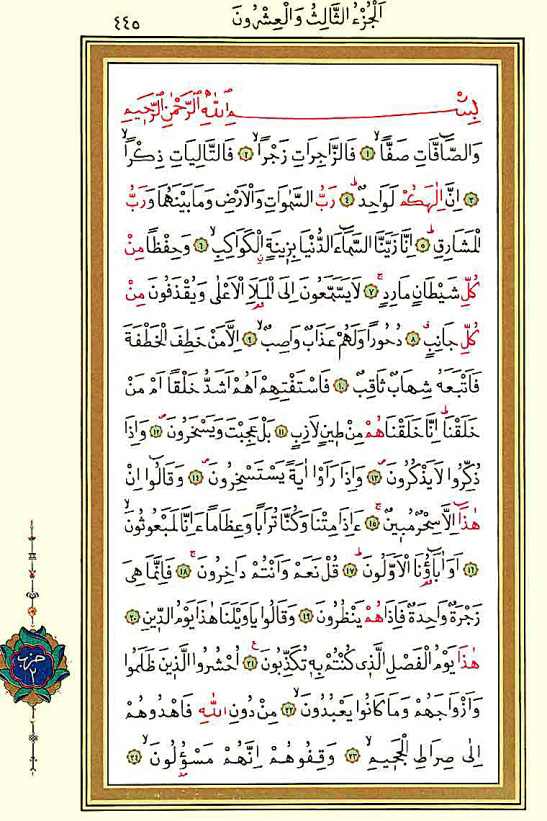 اَلْجُزْءُ الثَّالِثُ وَالْعِشْرُونَ
٤٤٥
بِسْمِ اللهِ الرَّحْمٰنِ الرَّحِيمِ
وَالصَّٓافَّاتِ صَفًّاۙ ﴿١﴾ فَالزَّاجِرَاتِ زَجْرًاۙ ﴿٢﴾ فَالتَّالِيَاتِ ذِكْرًاۙ
﴿٣﴾ اِنَّ اِلٰهَكُمْ لَوَاحِدٌۜ ﴿٤﴾ رَبُّ السَّمٰوَاتِ وَالْاَرْضِ وَمَا بَيْنَهُمَا وَرَبُّ
الْمَشَارِقِۜ ﴿٥﴾ اِنَّا زَيَّنَّا السَّمَٓاءَ الدُّنْيَا بِزِينَةٍۨ الْكَوَاكِبِۙ ﴿٦﴾ وَحِفْظًا مِنْ
كُلِّ شَيْطَانٍ مَارِدٍۚ ﴿٧﴾ لَا يَسَّمَّعُونَ اِلَى الْمَلَأِ الْاَعْلٰى وَيُقْذَفُونَ مِنْ
كُلِّ جَانِبٍۗ ﴿٨﴾ دُحُورًا وَلَهُمْ عَذَابٌ وَاصِبٌۙ ﴿٩﴾ اِلَّا مَنْ خَطِفَ الْخَطْفَةَ
فَاَتْبَعَهُ شِهَابٌ ثَاقِبٌ ﴿١٠﴾ فَاسْتَفْتِهِمْ اَهُمْ اَشَدُّ خَلْقًا اَمْ مَنْ
خَلَقْنَاۜ اِنَّا خَلَقْنَاهُمْ مِنْ طِينٍ لَازِبٍ ﴿١١﴾ بَلْ عَجِبْتَ وَيَسْخَرُونَۖ ﴿١٢﴾ وَاِذَا
ذُكِّرُوا لَا يَذْكُرُونَۖ ﴿١٣﴾ وَاِذَا رَاَوْا اٰيَةً يَسْتَسْخِرُونَۖ ﴿١٤﴾ وَقَالُٓوا اِنْ
هٰذَٓا اِلَّا سِحْرٌ مُبِينٌۚ ﴿١٥﴾ ءَاِذَا مِتْنَا وَكُنَّا تُرَابًا وَعِظَامًا ءَاِنَّا لَمَبْعُوثُونَۙ
﴿١٦﴾ اَوَاٰبَٓاؤُ۬نَا الْاَوَّلُونَۜ ﴿١٧﴾ قُلْ نَعَمْ وَاَنْتُمْ دَاخِرُونَۚ ﴿١٨﴾ فَاِنَّمَا هِيَ
زَجْرَةٌ وَاحِدَةٌ فَاِذَا هُمْ يَنْظُرُونَ ﴿١٩﴾ وَقَالُوا يَا وَيْلَنَا هٰذَا يَوْمُ الدِّينِ ﴿٢٠﴾
هٰذَا يَوْمُ الْفَصْلِ الَّذِي كُنْتُمْ بِهِ تُكَذِّبُونَ۟ ﴿٢١﴾ اُحْشُرُوا الَّذِينَ ظَلَمُوا
وَاَزْوَاجَهُمْ وَمَا كَانُوا يَعْبُدُونَۙ ﴿٢٢﴾ مِنْ دُونِ اللهِ فَاهْدُوهُمْ
اِلٰى صِرَاطِ الْجَحِيمِۙ ﴿٢٣﴾ وَقِفُوهُمْ اِنَّهُمْ مَسْؤُ۫لُونَۙ ﴿٢٤﴾
حزب
٢